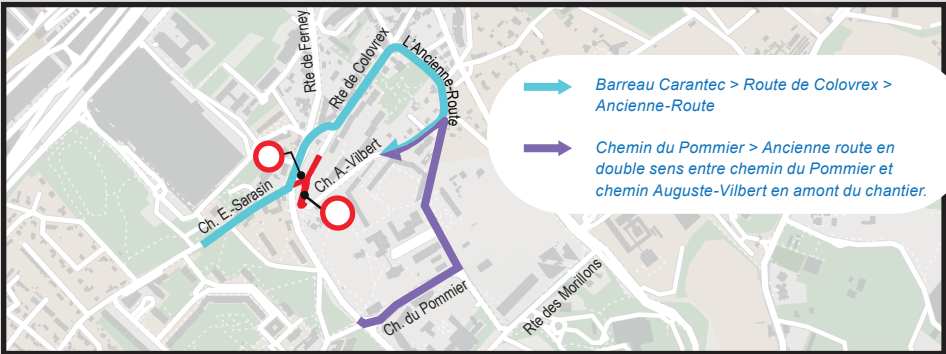 Rte de Ferney
Rte de Colovrex
L'Ancienne-Route
Ch. A.-Vilbert
Ch. E.-Sarasin
Ch. du Pommier
Rte des Morillons
Barreau Carantec > Route de Colovrex >
Ancienne-Route
Chemin du Pommier > Ancienne route en
double sens entre chemin du Pommier et
chemin Auguste-Vilbert en amont du chantier.